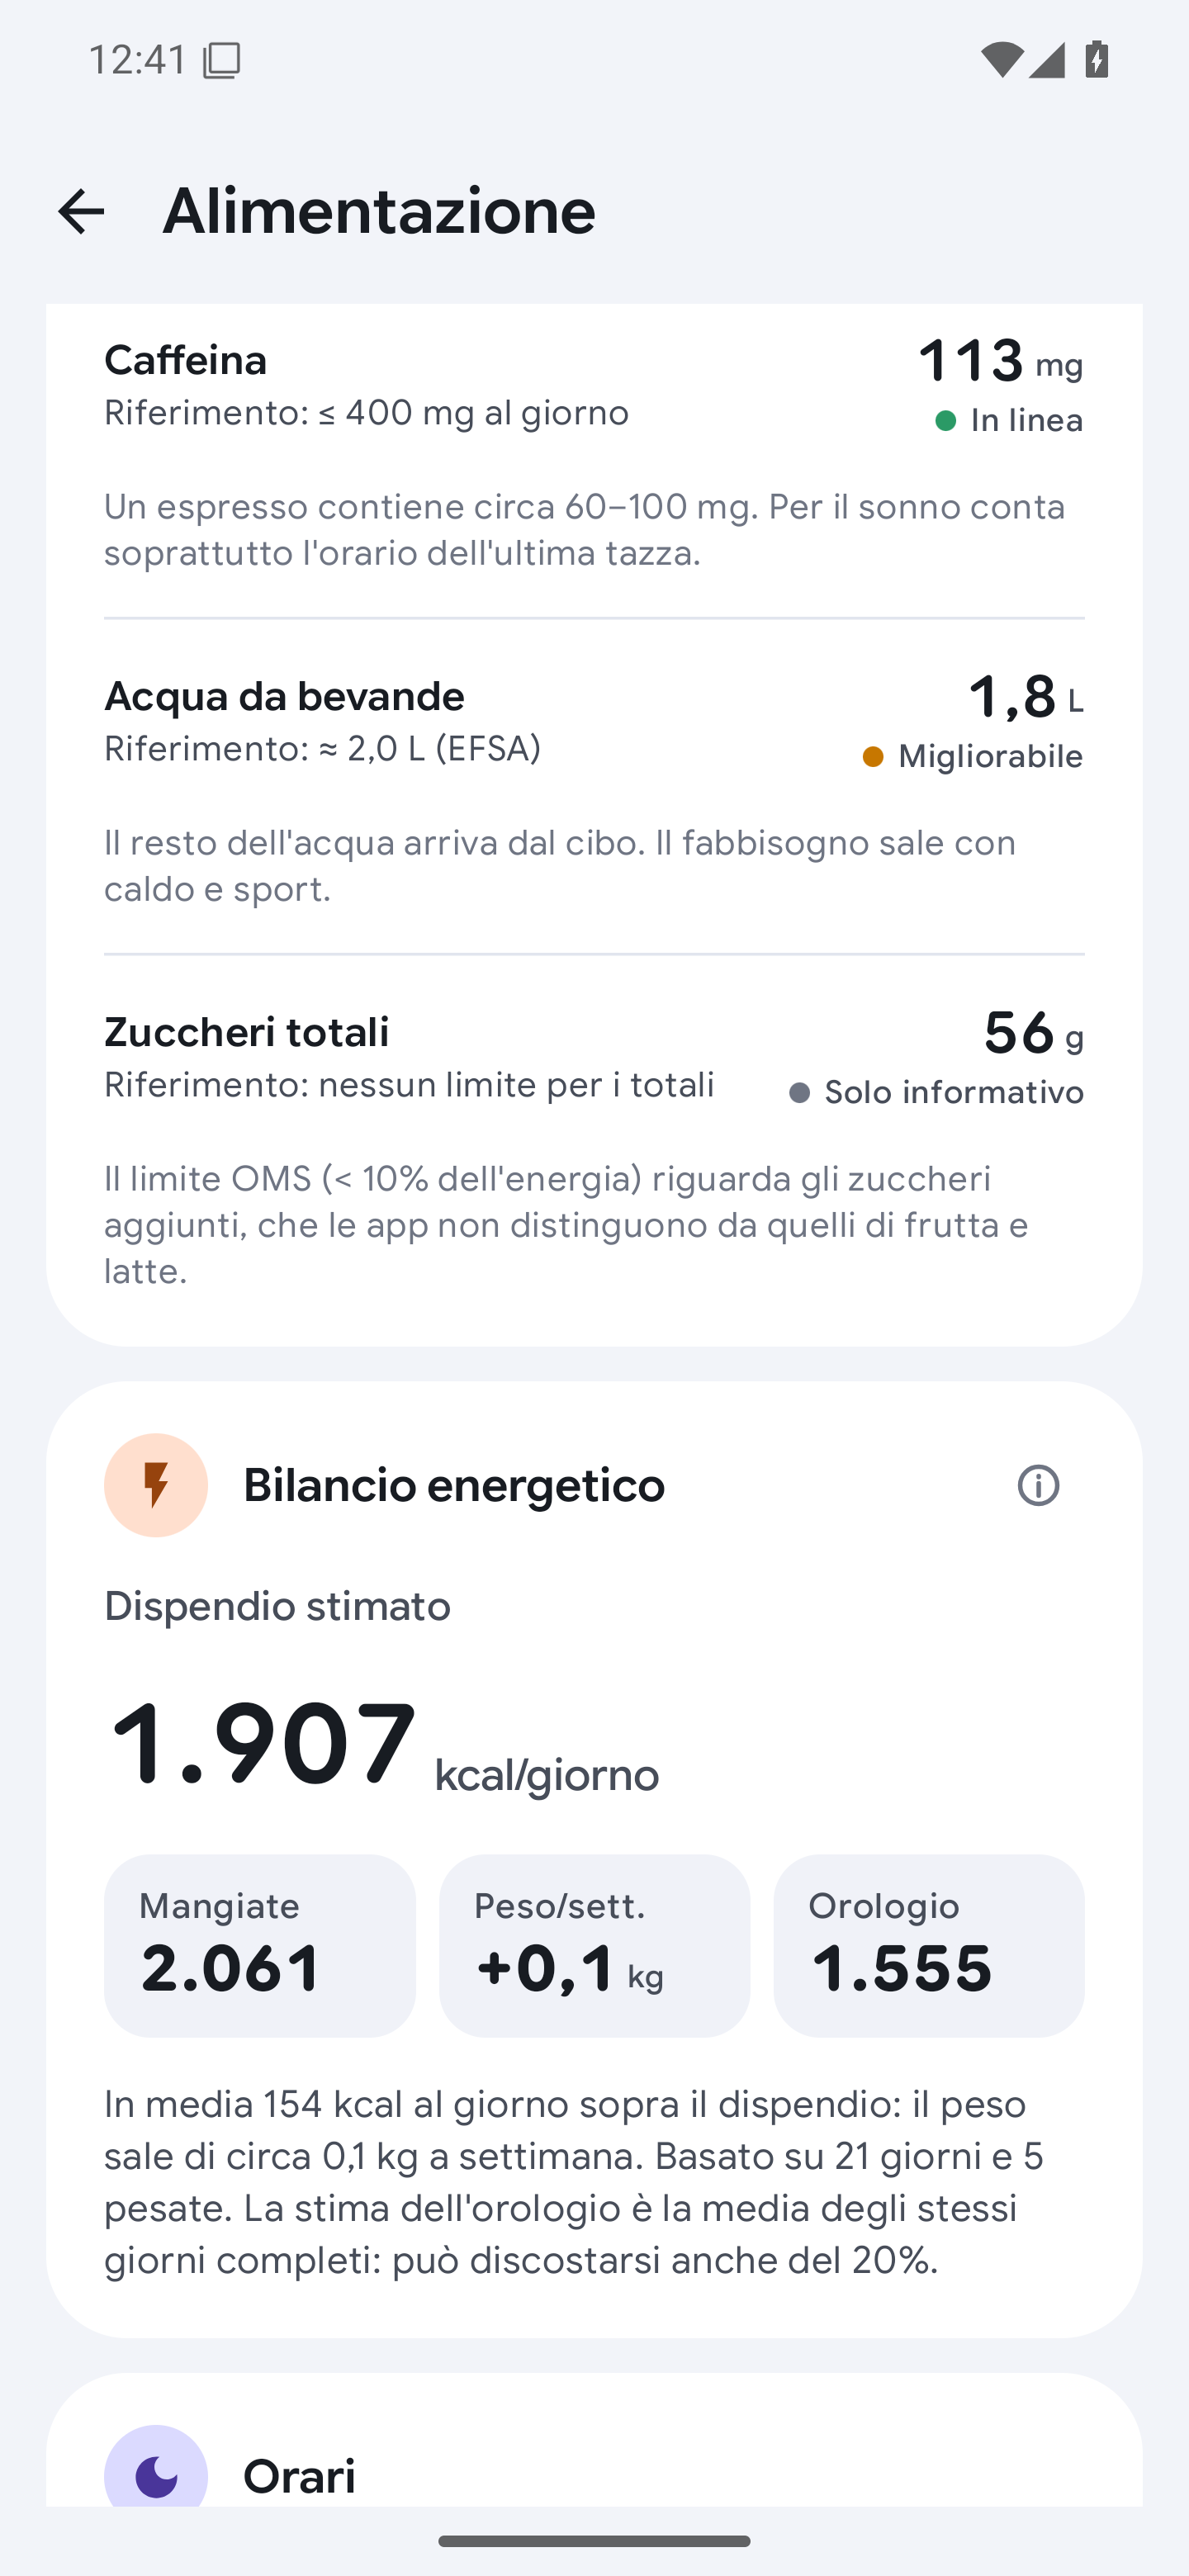 12:41
Alimentazione
Caffeina
113 mg
Riferimento: ≤ 400 mg al giorno
In linea
Un espresso contiene circa 60–100 mg. Per il sonno conta
soprattutto l'orario dell'ultima tazza.
Acqua da bevande
1,8 L
Riferimento: ≈ 2,0 L (EFSA)
Migliorabile
Il resto dell'acqua arriva dal cibo. Il fabbisogno sale con
caldo e sport.
Zuccheri totali
56 g
Riferimento: nessun limite per i totali
Solo informativo
Il limite OMS (< 10% dell'energia) riguarda gli zuccheri
aggiunti, che le app non distinguono da quelli di frutta e
latte.
Bilancio energetico
Dispendio stimato
1.907 kcal/giorno
Mangiate
2.061
Peso/sett.
+0,1 kg
Orologio
1.555
In media 154 kcal al giorno sopra il dispendio: il peso
sale di circa 0,1 kg a settimana. Basato su 21 giorni e 5
pesate. La stima dell'orologio è la media degli stessi
giorni completi: può discostarsi anche del 20%.
Orari